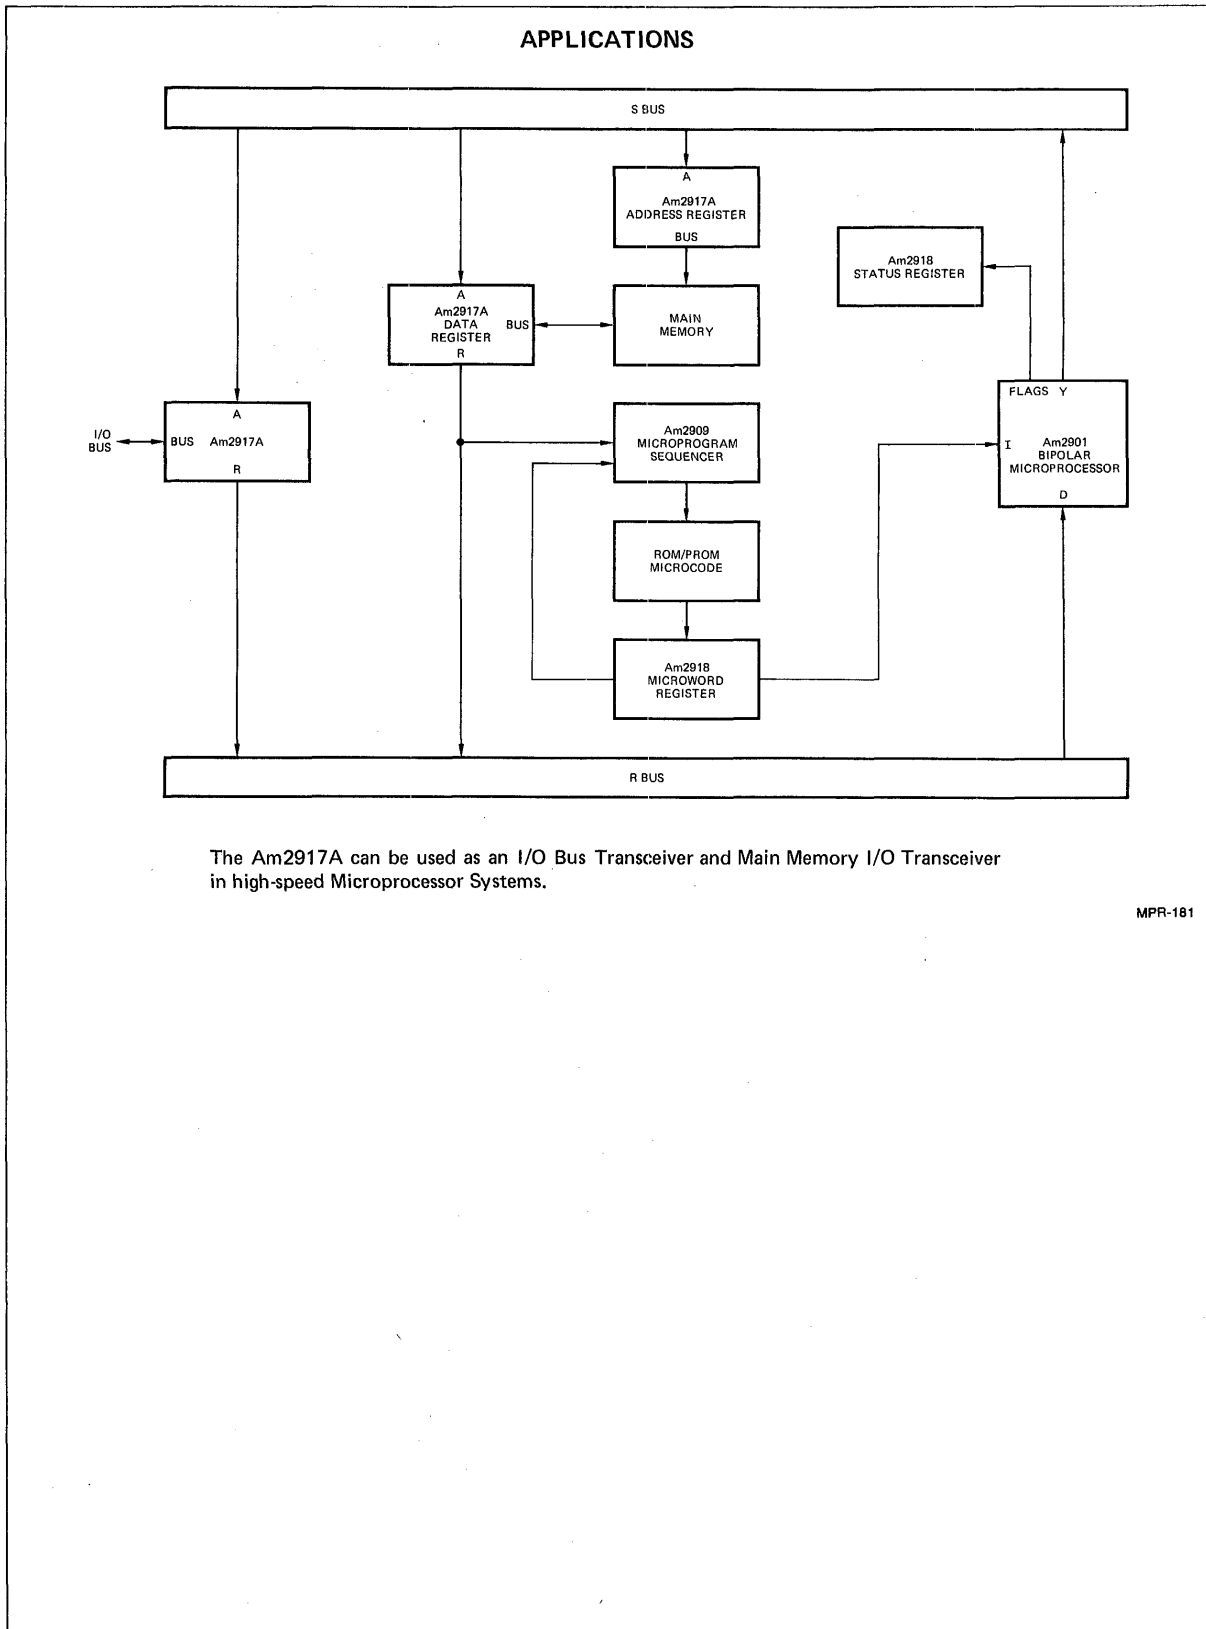 APPLICATIONS
S BUS
A
Am2917A
ADDRESS REGISTER
BUS
Am2918
STATUS REGISTER
A
Am2917A
DATA
REGISTER
BUS
R
MAIN
MEMORY
FLAGS Y
I
Am2901
BIPOLAR
MICROPROCESSOR
D
I/O
BUS
A
BUS Am2917A
R
Am2909
MICROPROGRAM
SEQUENCER
ROM/PROM
MICROCODE
Am2918
MICROWORD
REGISTER
R BUS
The Am2917A can be used as an I/O Bus Transceiver and Main Memory I/O Transceiver
in high-speed Microprocessor Systems.
MPR-181